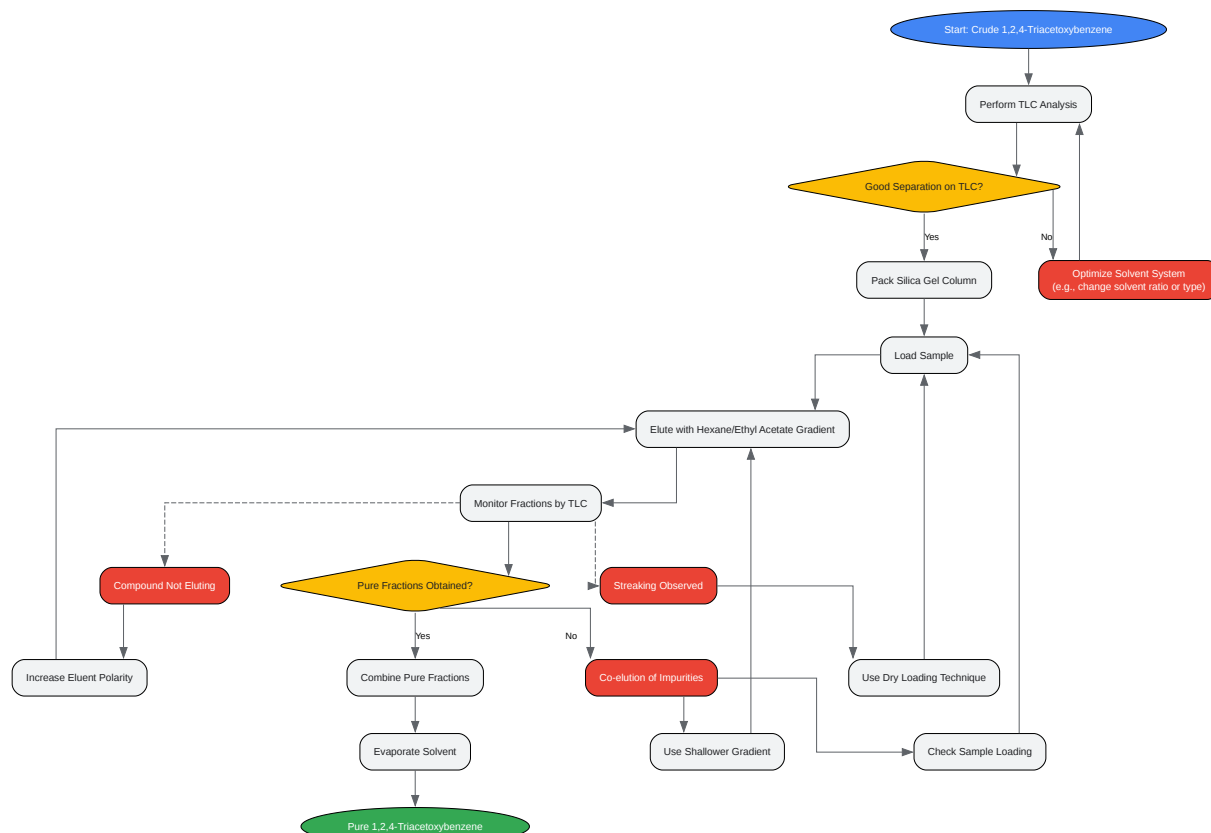 Start: Crude 1,2,4-Triacetoxybenzene
Perform TLC Analysis
Good Separation on TLC?
Yes
No
Optimize Solvent System
(e.g., change solvent ratio or type)
Pack Silica Gel Column
Load Sample
Elute with Hexane/Ethyl Acetate Gradient
Monitor Fractions by TLC
Compound Not Eluting
Pure Fractions Obtained?
Streaking Observed
Yes
No
Increase Eluent Polarity
Combine Pure Fractions
Co-elution of Impurities
Use Dry Loading Technique
Evaporate Solvent
Use Shallower Gradient
Check Sample Loading
Pure 1,2,4-Triacetoxybenzene